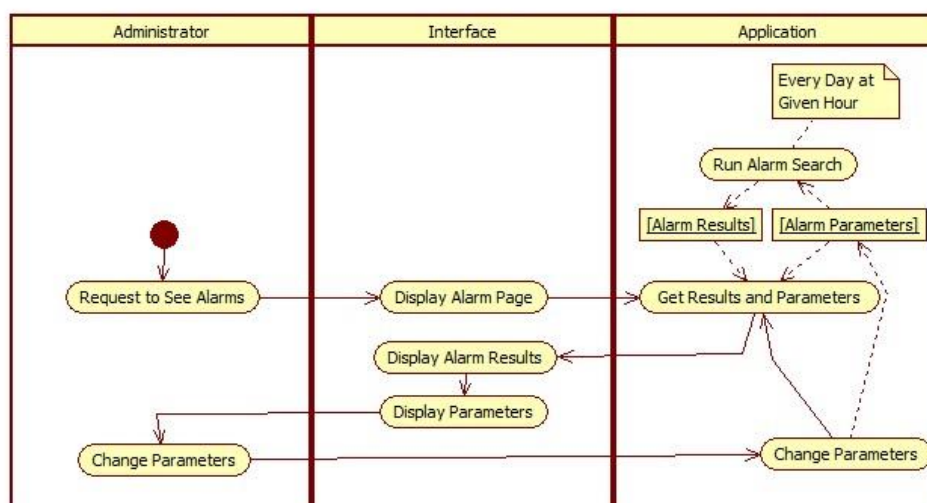 Administrator
Interface
Application
Every Day at
Given Hour
Run Alarm Search
[Alarm Results]
[Alarm Parameters]
Request to See Alarms
Display Alarm Page
Get Results and Parameters
Display Alarm Results
Display Parameters
Change Parameters
Change Parameters